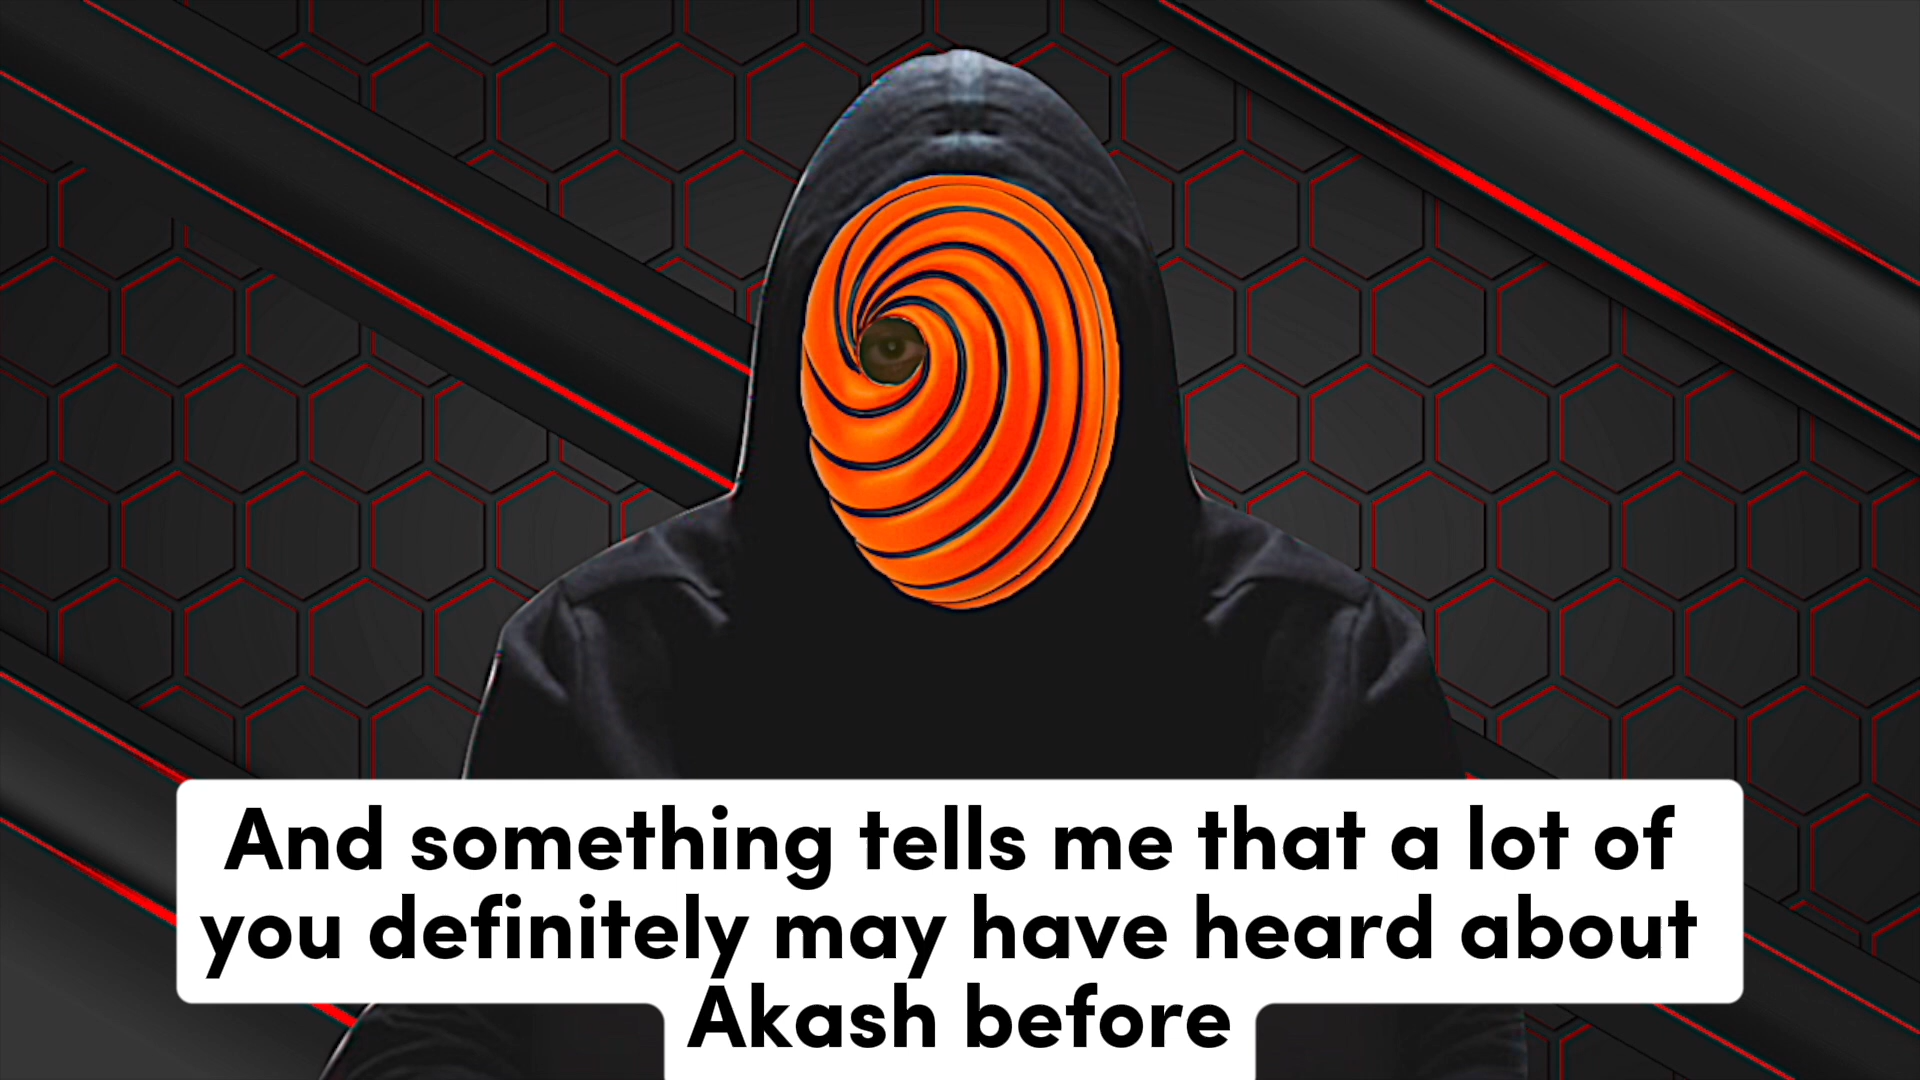 And something tells me that a lot of
you definitely may have heard about
Akash before